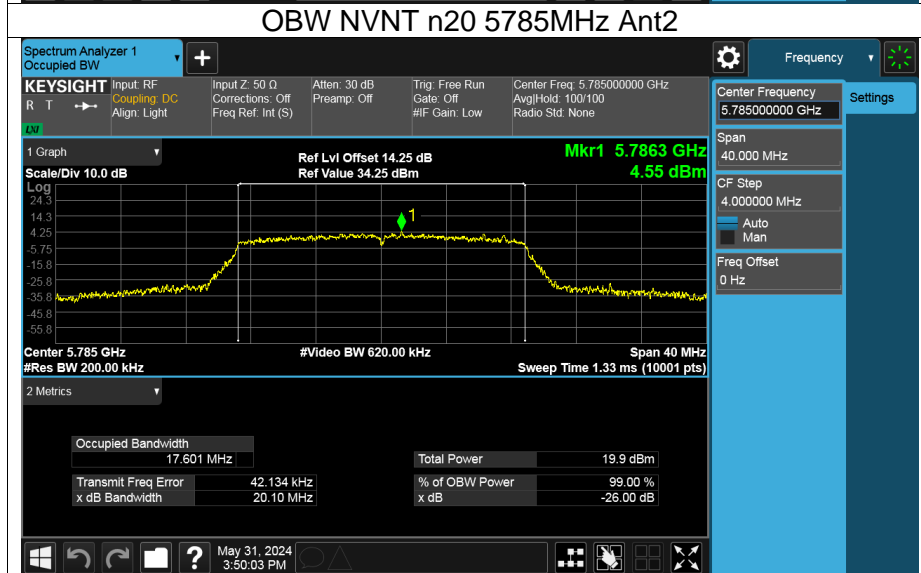 OBW NVNT n20 5785MHz Ant2
Spectrum Analyzer 1
Occupied BW
+
Frequency
KEYSIGHT
R T
LXI
Input: RF
Coupling: DC
Align: Light
Input Z: 50 Ω
Corrections: Off
Freq Ref: Int (S)
Atten: 30 dB
Preamp: Off
Trig: Free Run
Gate: Off
#IF Gain: Low
Center Freq: 5.785000000 GHz
Avg|Hold: 100/100
Radio Std: None
Center Frequency
5.785000000 GHz
Settings
Span
40.000 MHz
CF Step
4.000000 MHz
Auto
Man
Freq Offset
0 Hz
1 Graph
Scale/Div 10.0 dB
Ref Lvl Offset 14.25 dB
Ref Value 34.25 dBm
Mkr1 5.7863 GHz
4.55 dBm
Log
24.3
14.3
4.25
-5.75
-15.8
-25.8
-35.8
-45.8
-55.8
1
Center 5.785 GHz
#Video BW 620.00 kHz
Span 40 MHz
#Res BW 200.00 kHz
Sweep Time 1.33 ms (10001 pts)
2 Metrics
Occupied Bandwidth
17.601 MHz
Total Power 19.9 dBm
Transmit Freq Error 42.134 kHz
% of OBW Power 99.00 %
x dB Bandwidth 20.10 MHz
x dB -26.00 dB
?
May 31, 2024
3:50:03 PM